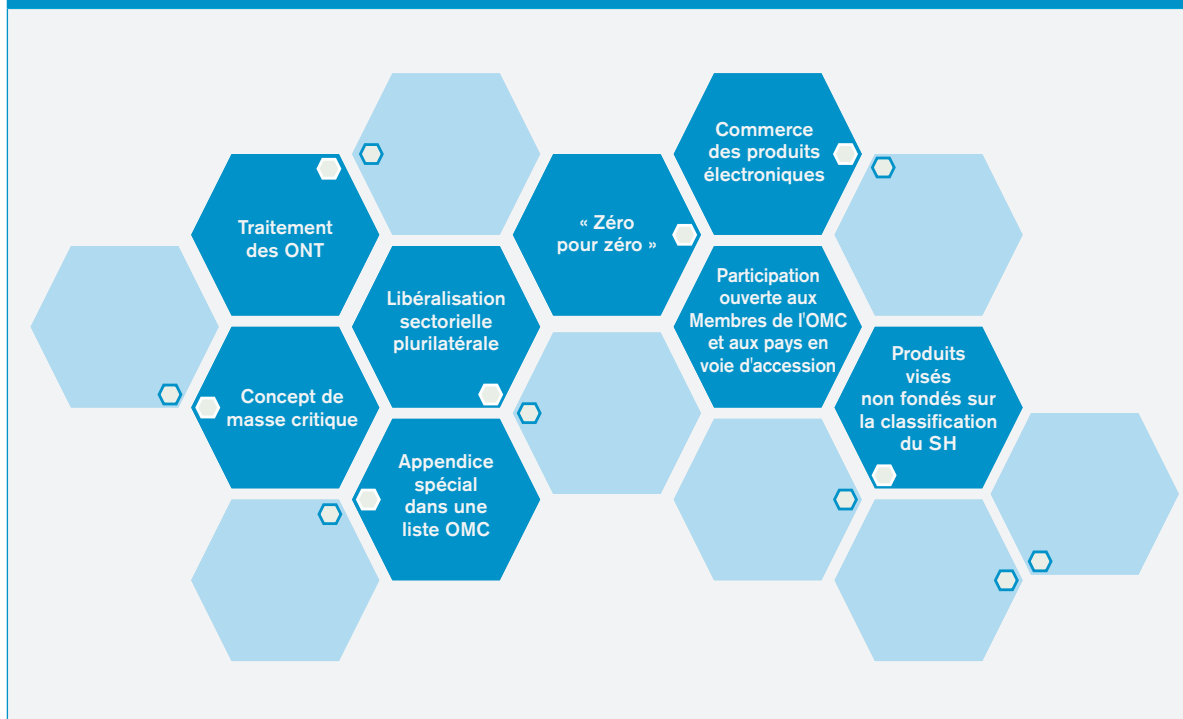 Commerce
des produits
électroniques
Traitement
des ONT
« Zéro
pour zéro »
Libéralisation
sectorielle
plurilatérale
Participation
ouverte aux
Membres de l'OMC
et aux pays en
voie d'accession
Concept de
masse critique
Produits
visés
non fondés sur
la classification
du SH
Appendice
spécial
dans une
liste OMC